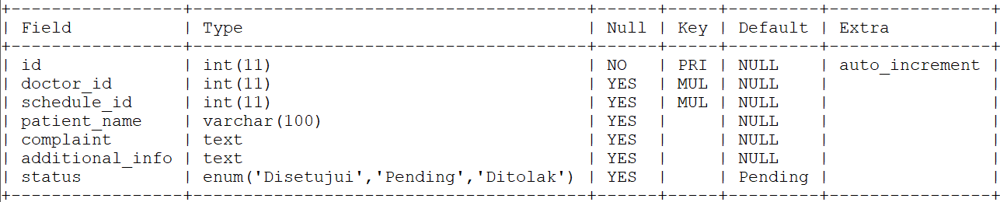 +-----------------+---------------------------------------+------+-----+---------+----------------+
| Field           | Type                                  | Null | Key | Default | Extra          |
+-----------------+---------------------------------------+------+-----+---------+----------------+
| id              | int(11)                               | NO   | PRI | NULL    | auto_increment |
| doctor_id       | int(11)                               | YES  | MUL | NULL    |                |
| schedule_id     | int(11)                               | YES  | MUL | NULL    |                |
| patient_name    | varchar(100)                          | YES  |     | NULL    |                |
| complaint       | text                                  | YES  |     | NULL    |                |
| additional_info | text                                  | YES  |     | NULL    |                |
| status          | enum('Disetujui','Pending','Ditolak') | YES  |     | Pending |                |
+-----------------+---------------------------------------+------+-----+---------+----------------+